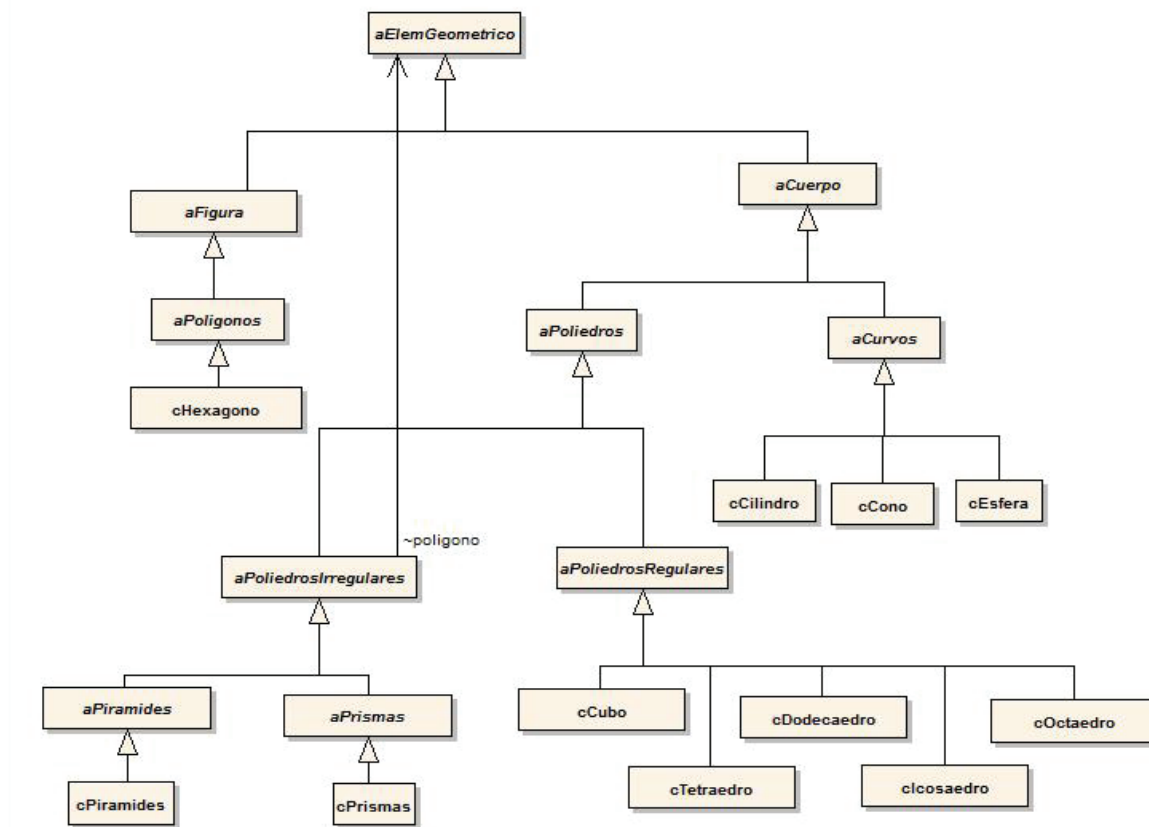 aElemGeometrico
aFigura
aCuerpo
aPoligonos
aPoliedros
aCurvos
cHexagono
cCilindro
cCono
cEsfera
~poligono
aPoliedrosIrregulares
aPoliedrosRegulares
aPiramides
aPrismas
cCubo
cDodecaedro
cOctaedro
cPiramides
cPrismas
cTetraedro
cIcosaedro